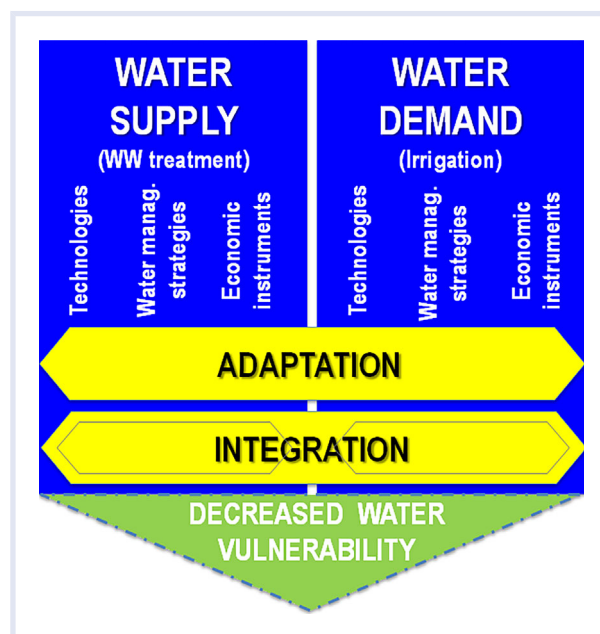 WATER
SUPPLY
(WW treatment)
Technologies
Water manag.
strategies
Economic
instruments
WATER
DEMAND
(Irrigation)
Technologies
Water manag.
strategies
Economic
instruments
ADAPTATION
INTEGRATION
DECREASED WATER
VULNERABILITY